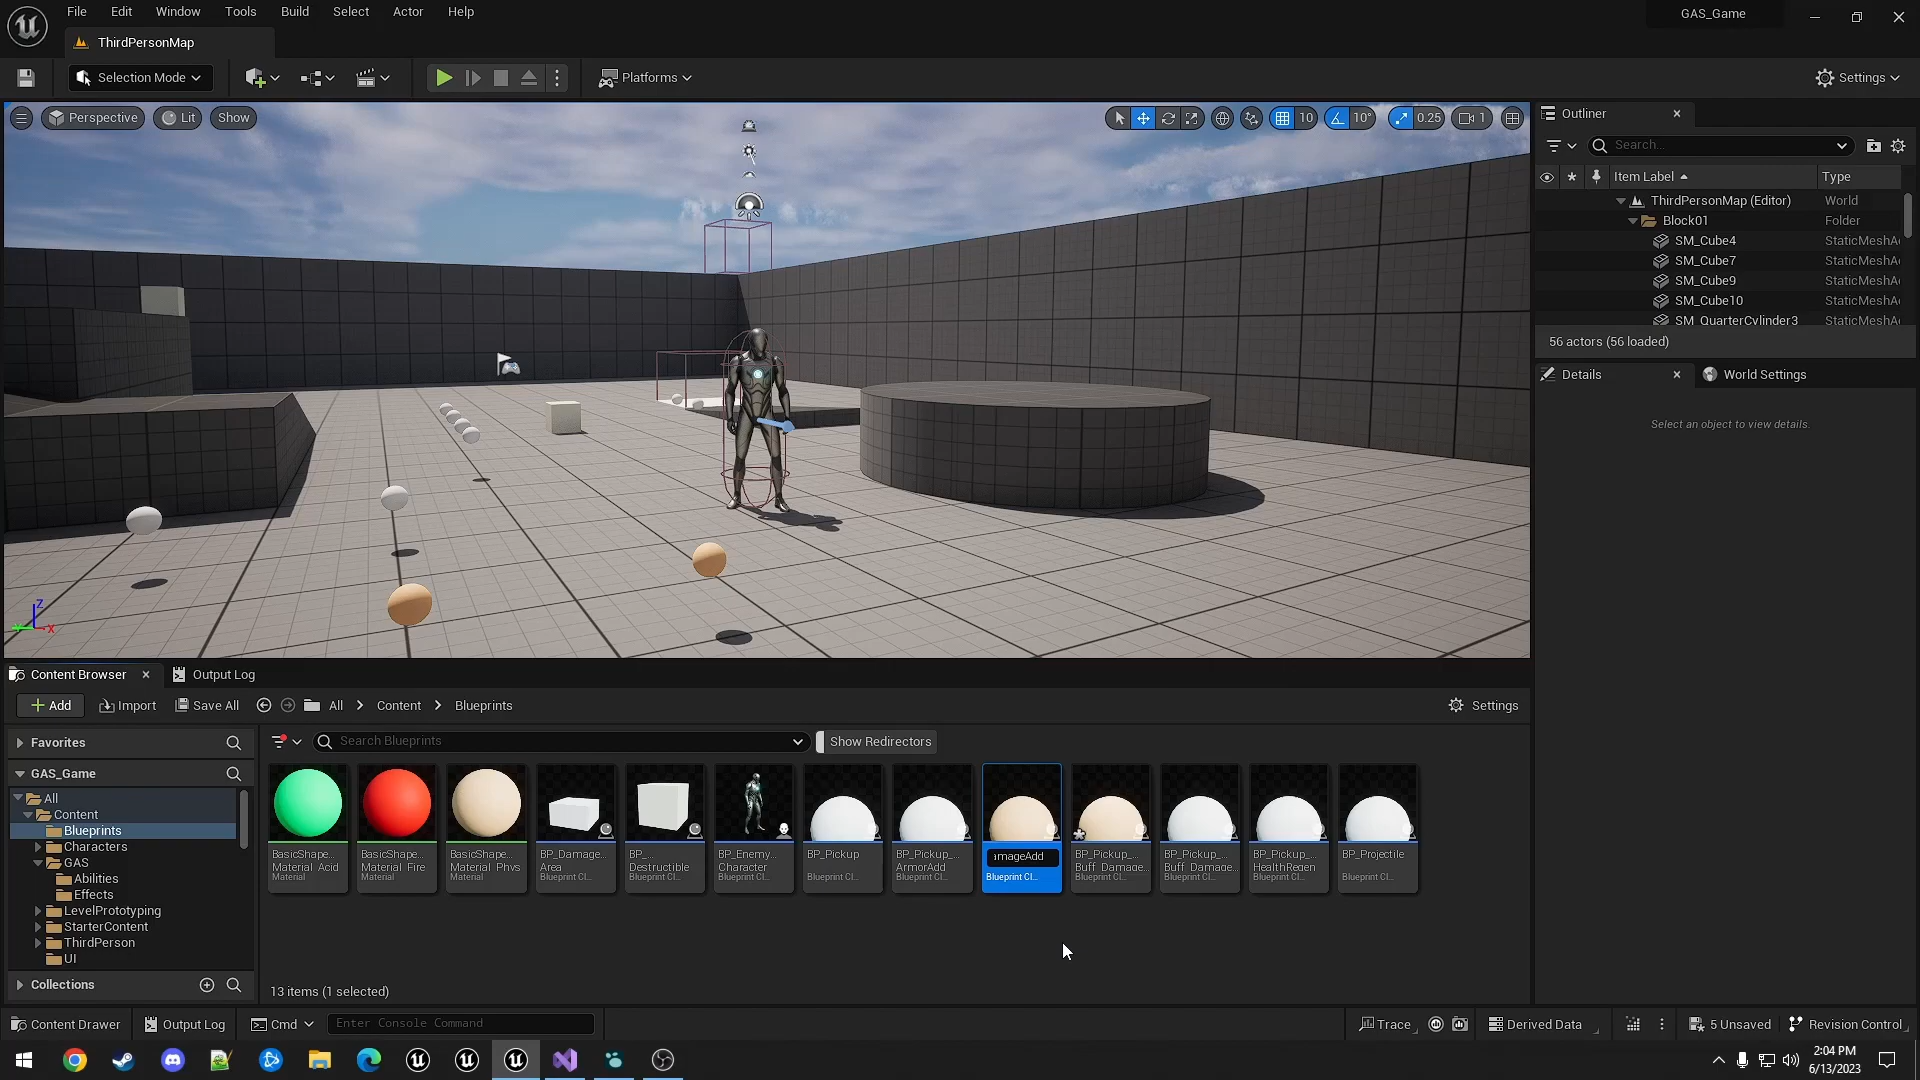 File Edit Window Tools Build Select Actor Help
GAS_Game
ThirdPersonMap
Selection Mode
Platforms
Settings
Perspective Lit Show
10 10° 0.25 1
Outliner
Search...
Item Label Type
ThirdPersonMap (Editor) World
Block01 Folder
SM_Cube4 StaticMeshA
SM_Cube7 StaticMeshA
SM_Cube9 StaticMeshA
SM_Cube10 StaticMeshA
SM_QuarterCylinder3 StaticMeshA
56 actors (56 loaded)
Details World Settings
Select an object to view details.
Z
X
Content Browser Output Log
Add Import Save All All Content Blueprints Settings
Favorites
Search Blueprints Show Redirectors
GAS_Game
All
Content
Blueprints
Characters
GAS
Abilities
Effects
LevelPrototyping
StarterContent
ThirdPerson
UI
Collections
BasicShape...
Material_Acid
Material
BasicShape...
Material_Fire
Material
BasicShape...
Material_Phys
Material
BP_Damage...
Area
Blueprint Cl...
BP_...
Destructible
Blueprint Cl...
BP_Enemy...
Character
Blueprint Cl...
BP_Pickup
Blueprint Cl...
BP_Pickup_...
ArmorAdd
Blueprint Cl...
mageAdd
Blueprint Cl...
BP_Pickup_...
Buff_Damage...
Blueprint Cl...
BP_Pickup_...
Buff_Damage...
Blueprint Cl...
BP_Pickup_...
HealthRegen
Blueprint Cl...
BP_Projectile
Blueprint Cl...
13 items (1 selected)
Content Drawer Output Log Cmd Enter Console Command
Trace Derived Data 5 Unsaved Revision Control
2:04 PM
6/13/2023